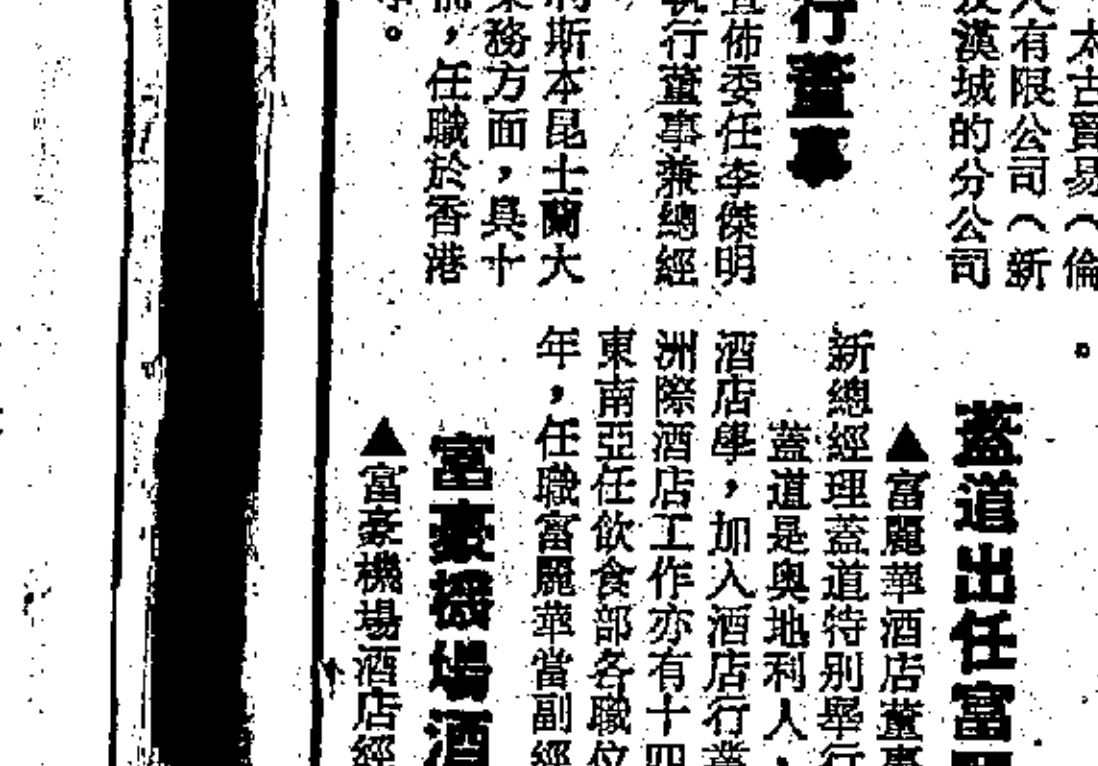 太古貿易（倫
人有限公司（新
及漢城的分公司
行董事
宣佈委任李傑明
執行董事兼總經
斯本昆士蘭大
業務方面，具十
，任職於香港
。
。
蓋道出任富麗
▲富麗華酒店董事
新總經理蓋道特別舉行
蓋道是奧地利人，
酒店學，加入酒店行業
洲際酒店工作亦有十四
東南亞任飲食部各職位
年，任職富麗華當副經
富豪機場酒
▲富豪機場酒店經